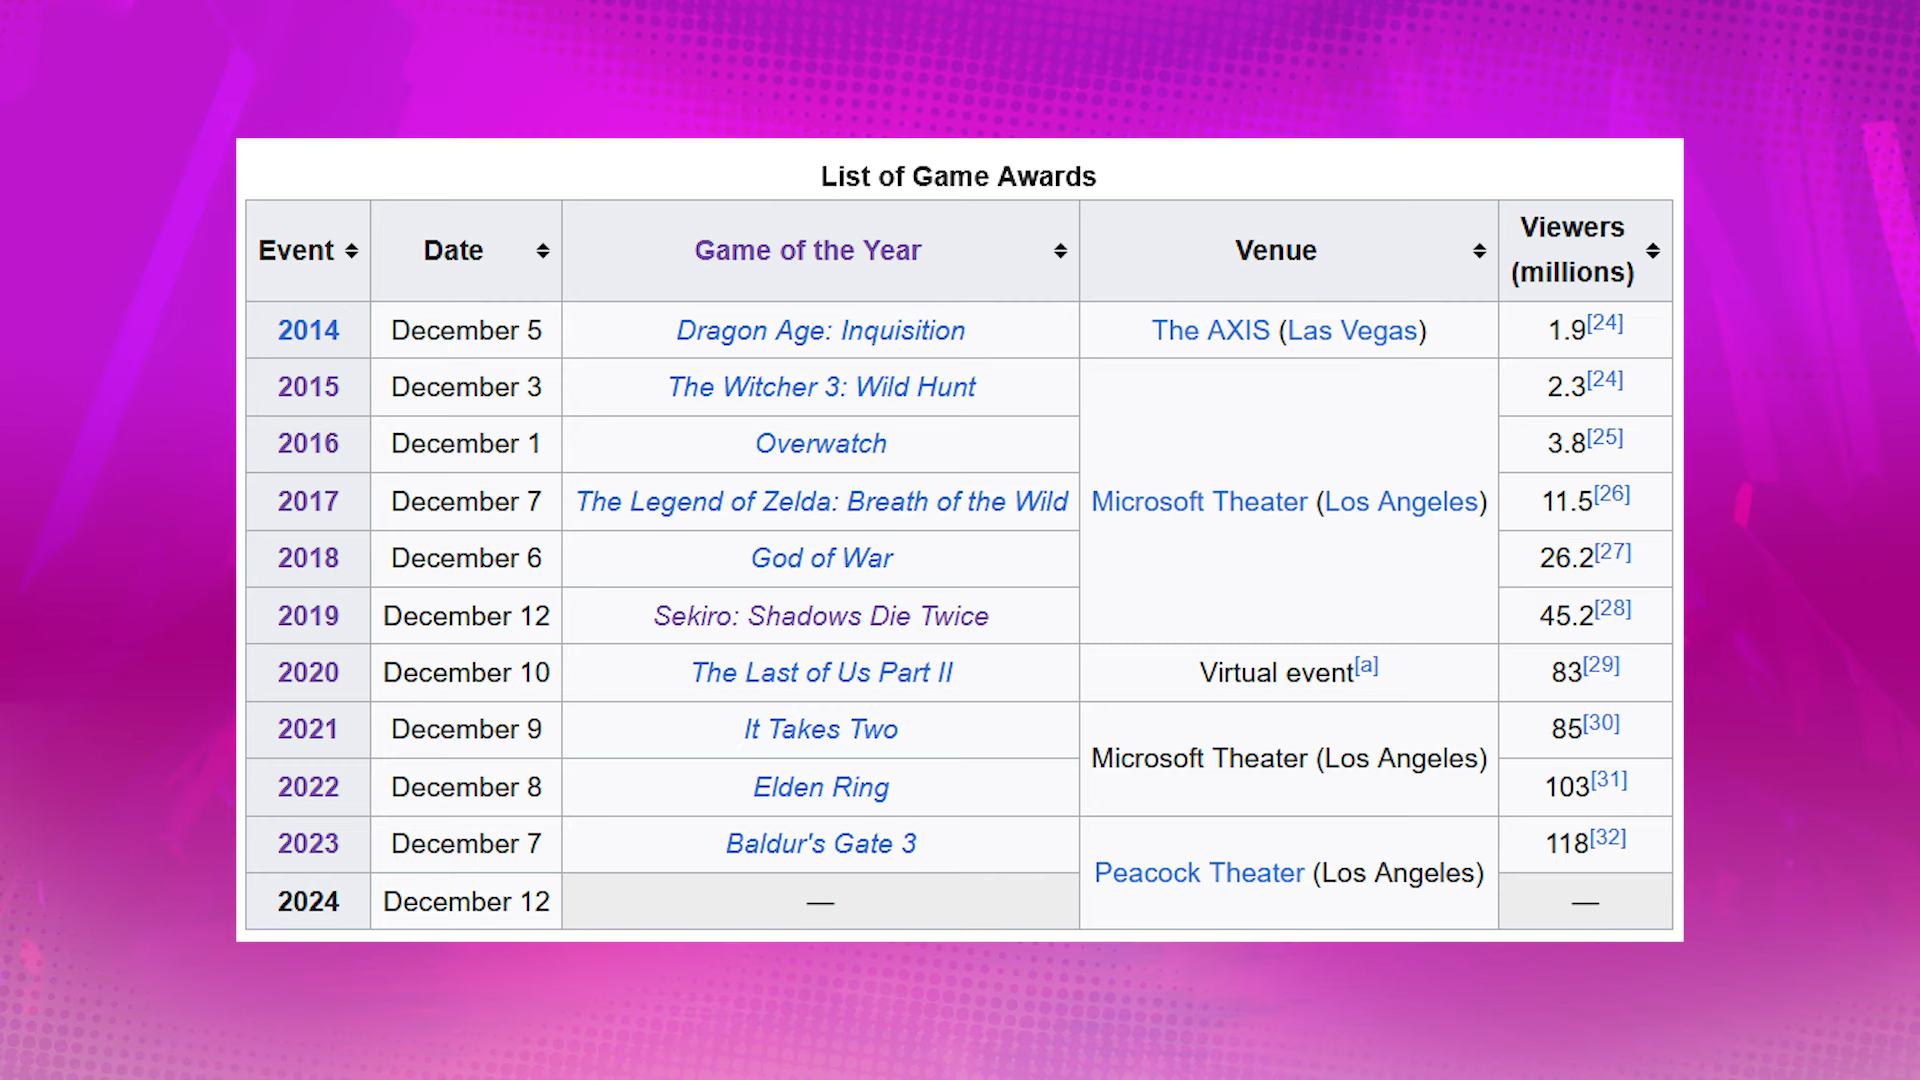 List of Game Awards
Event Date Game of the Year Venue Viewers (millions)
2014 December 5 Dragon Age: Inquisition The AXIS (Las Vegas) 1.9[24]
2015 December 3 The Witcher 3: Wild Hunt 2.3[24]
2016 December 1 Overwatch 3.8[25]
2017 December 7 The Legend of Zelda: Breath of the Wild Microsoft Theater (Los Angeles) 11.5[26]
2018 December 6 God of War 26.2[27]
2019 December 12 Sekiro: Shadows Die Twice 45.2[28]
2020 December 10 The Last of Us Part II Virtual event[a] 83[29]
2021 December 9 It Takes Two 85[30]
Microsoft Theater (Los Angeles)
2022 December 8 Elden Ring 103[31]
2023 December 7 Baldur's Gate 3 118[32]
Peacock Theater (Los Angeles)
2024 December 12 — —